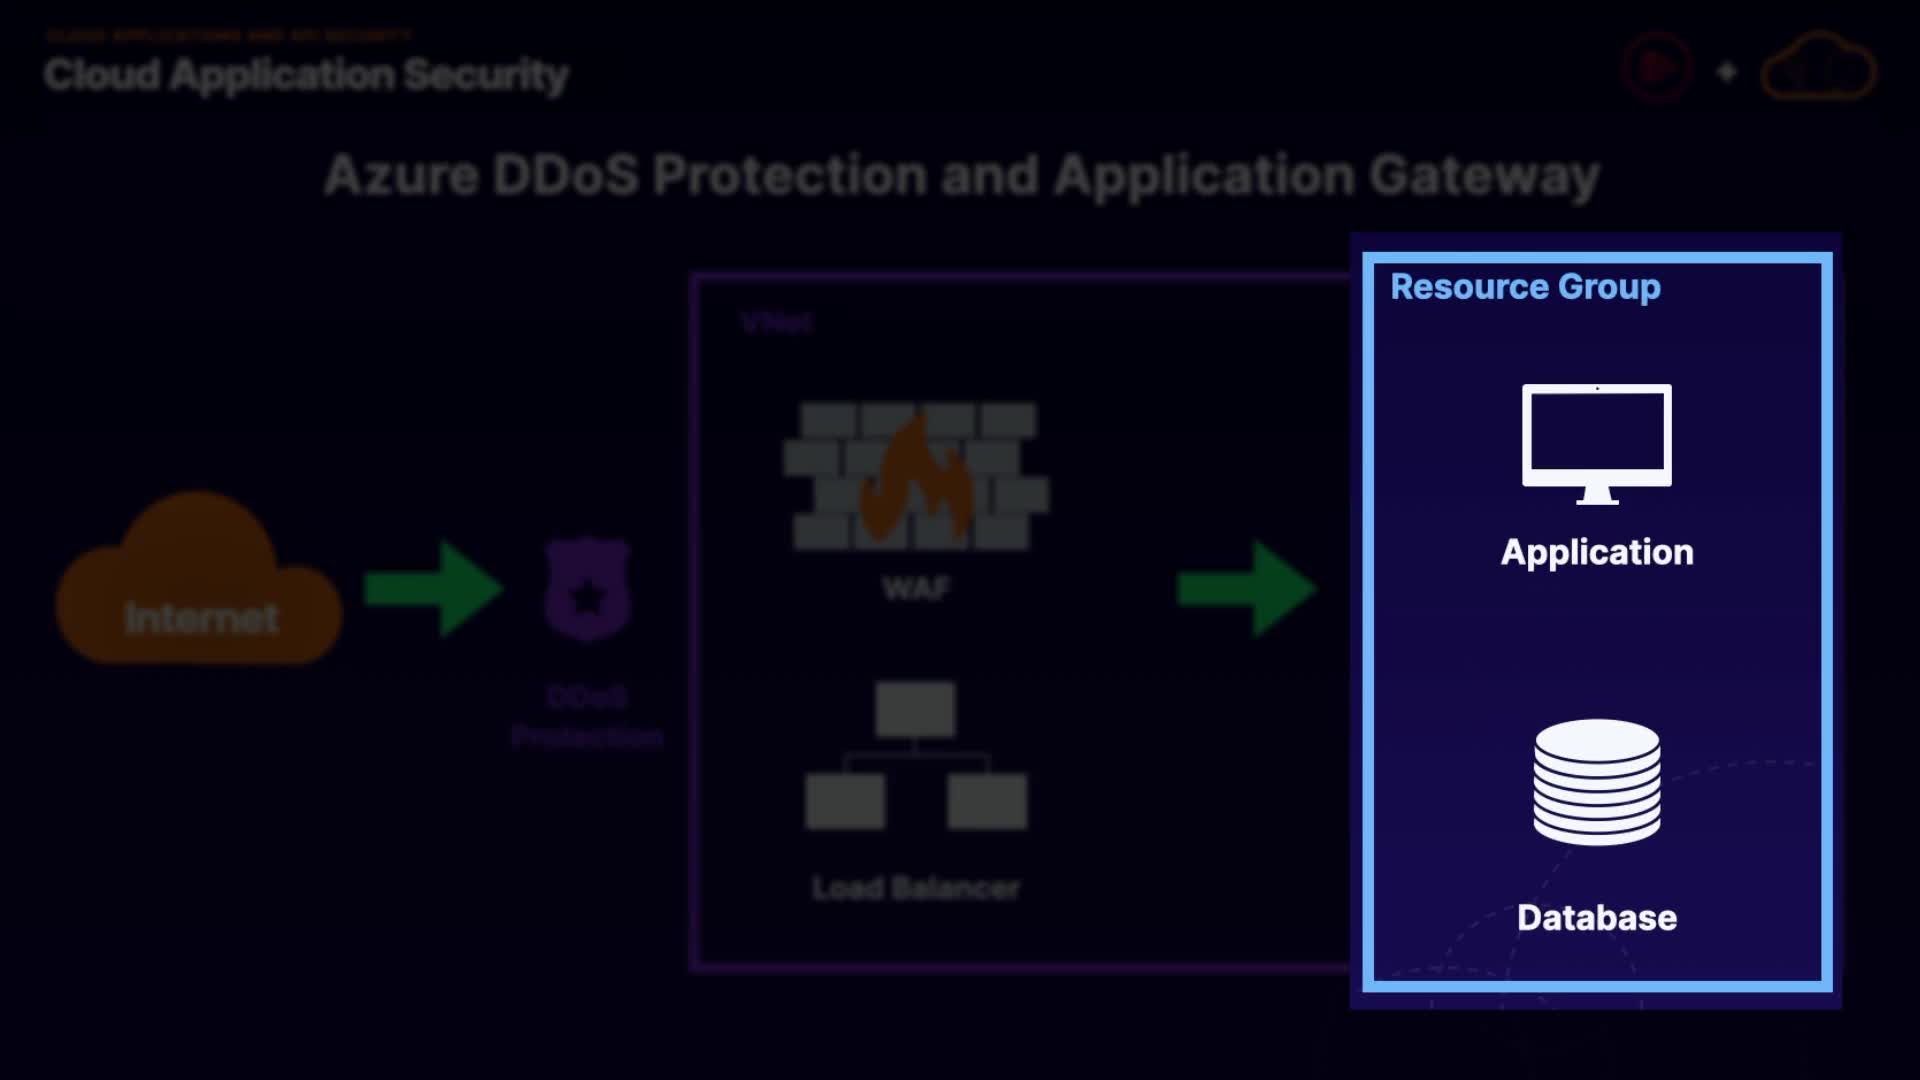 CLOUD APPLICATIONS AND API SECURITY
Cloud Application Security
Azure DDoS Protection and Application Gateway
Resource Group
VNet
Application
Internet
WAF
DDoS
Protection
Load Balancer
Database